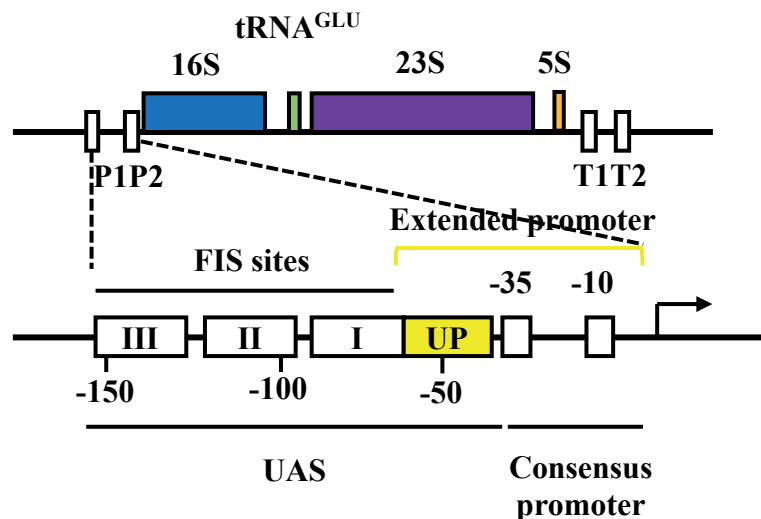 tRNA^GLU
16S 23S 5S
P1P2 T1T2
Extended promoter
FIS sites
-35 -10
III II I UP
-150 -100 -50
UAS Consensus
promoter